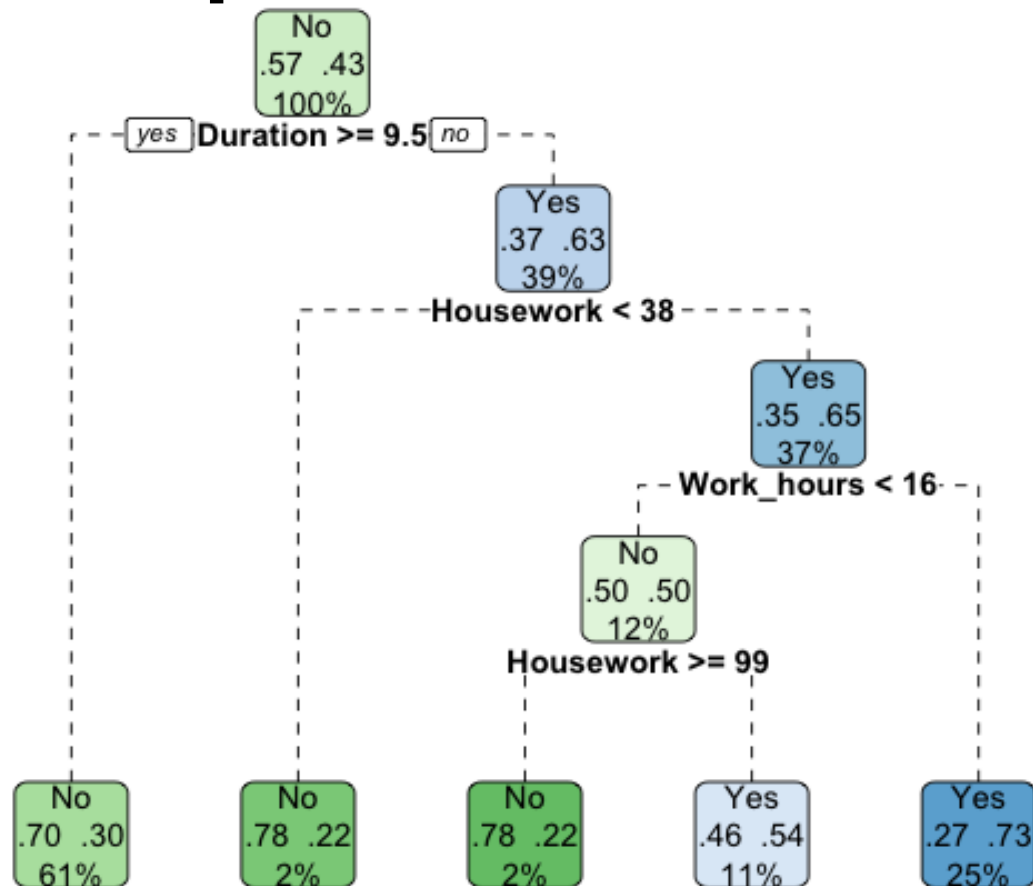 No
.57 .43
100%
yes Duration >= 9.5 no
Yes
.37 .63
39%
Housework < 38
Yes
.35 .65
37%
Work_hours < 16
No
.50 .50
12%
Housework >= 99
No
.70 .30
61%
No
.78 .22
2%
No
.78 .22
2%
Yes
.46 .54
11%
Yes
.27 .73
25%